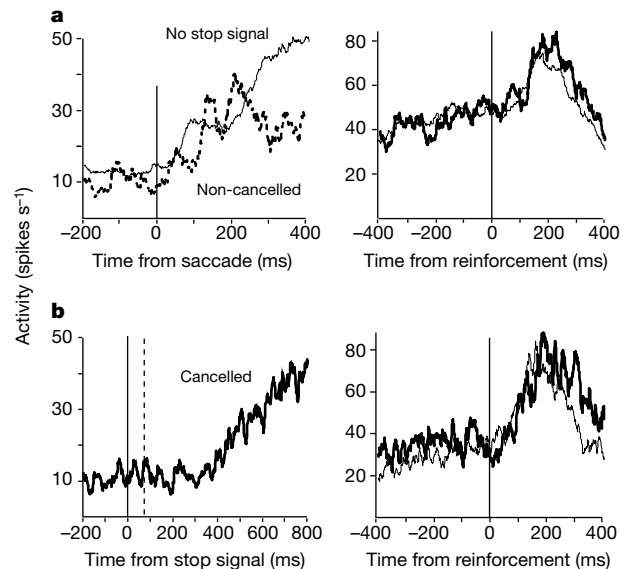 a
50
30
10
No stop signal
Non-cancelled
−200 0 200 400
Time from saccade (ms)
80
60
40
20
−400 −200 0 200 400
Time from reinforcement (ms)
Activity (spikes s⁻¹)
b
50
30
10
Cancelled
-200 0 200 400 600 800
Time from stop signal (ms)
80
60
40
20
−400 −200 0 200 400
Time from reinforcement (ms)